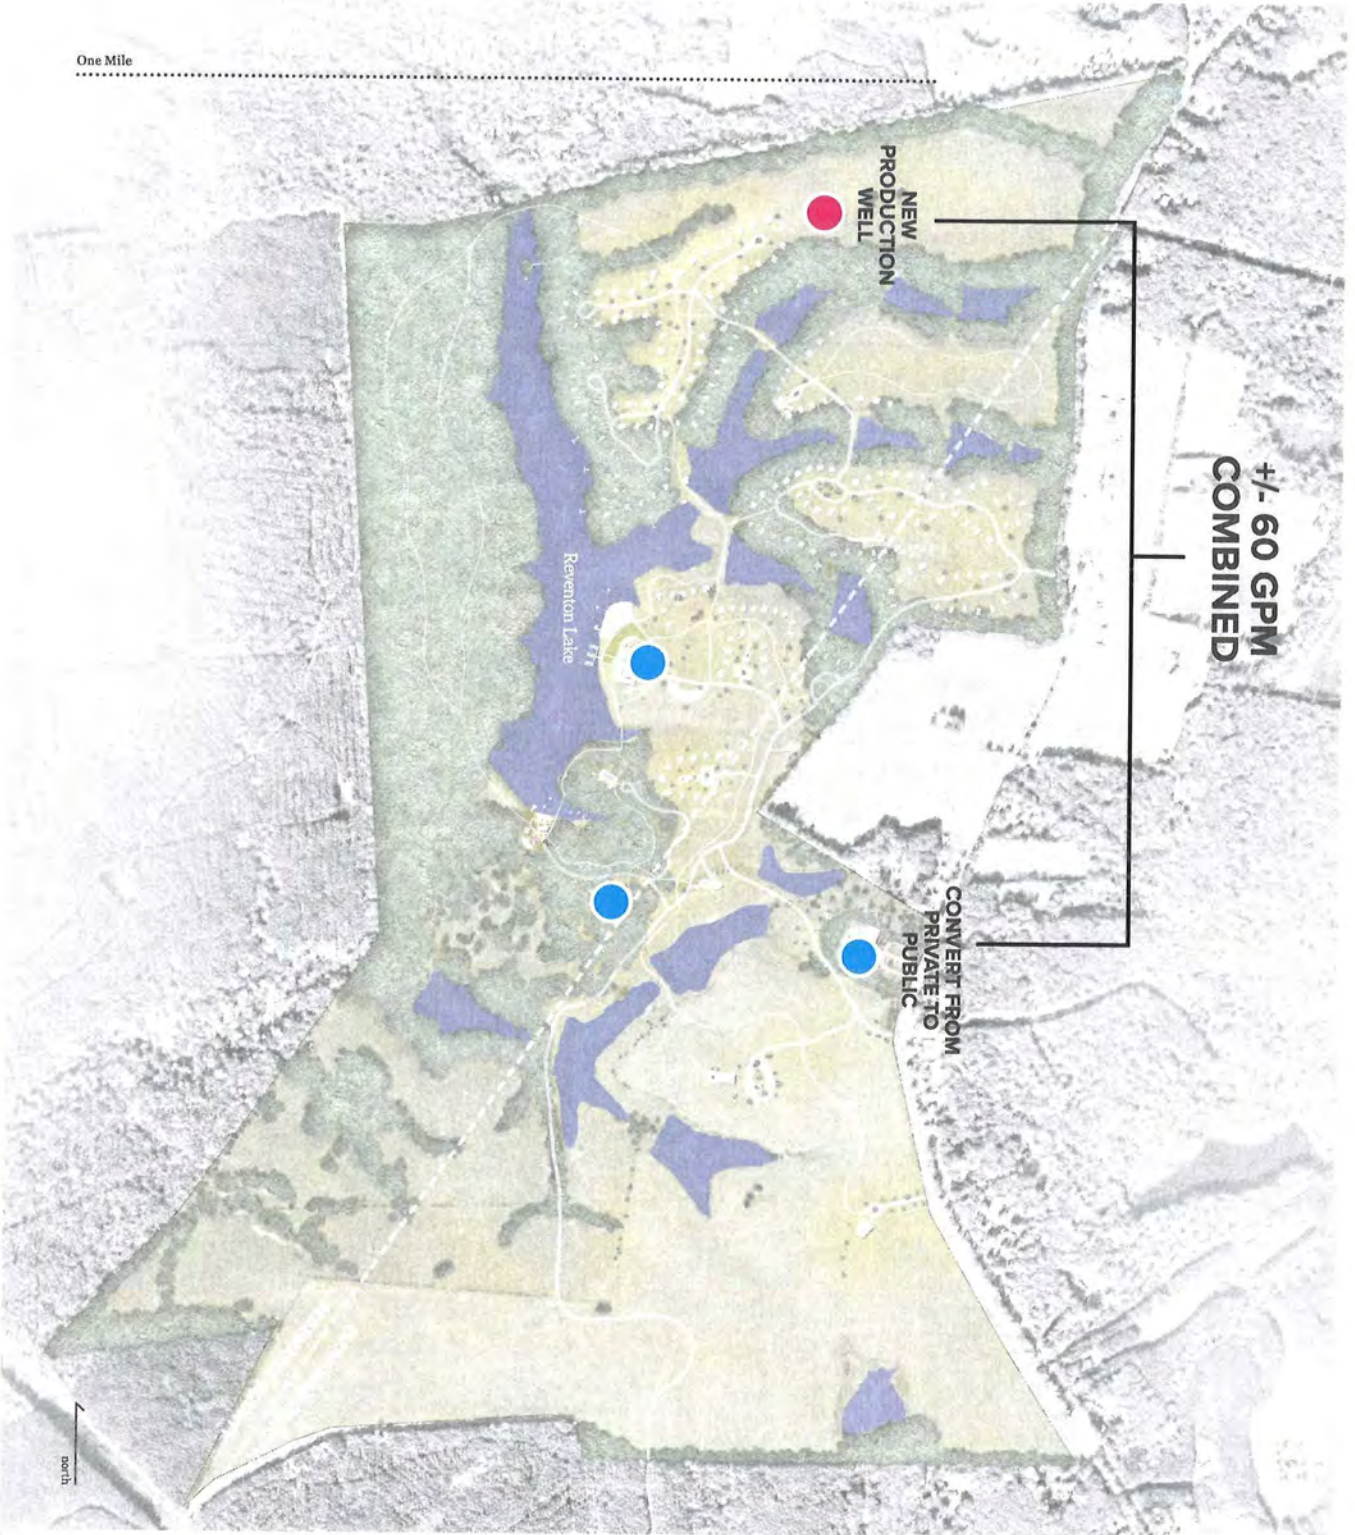 One Mile
NEW
PRODUCTION
WELL
+/- 60 GPM
COMBINED
Reventon Lake
CONVERT FROM
PRIVATE TO
PUBLIC
north